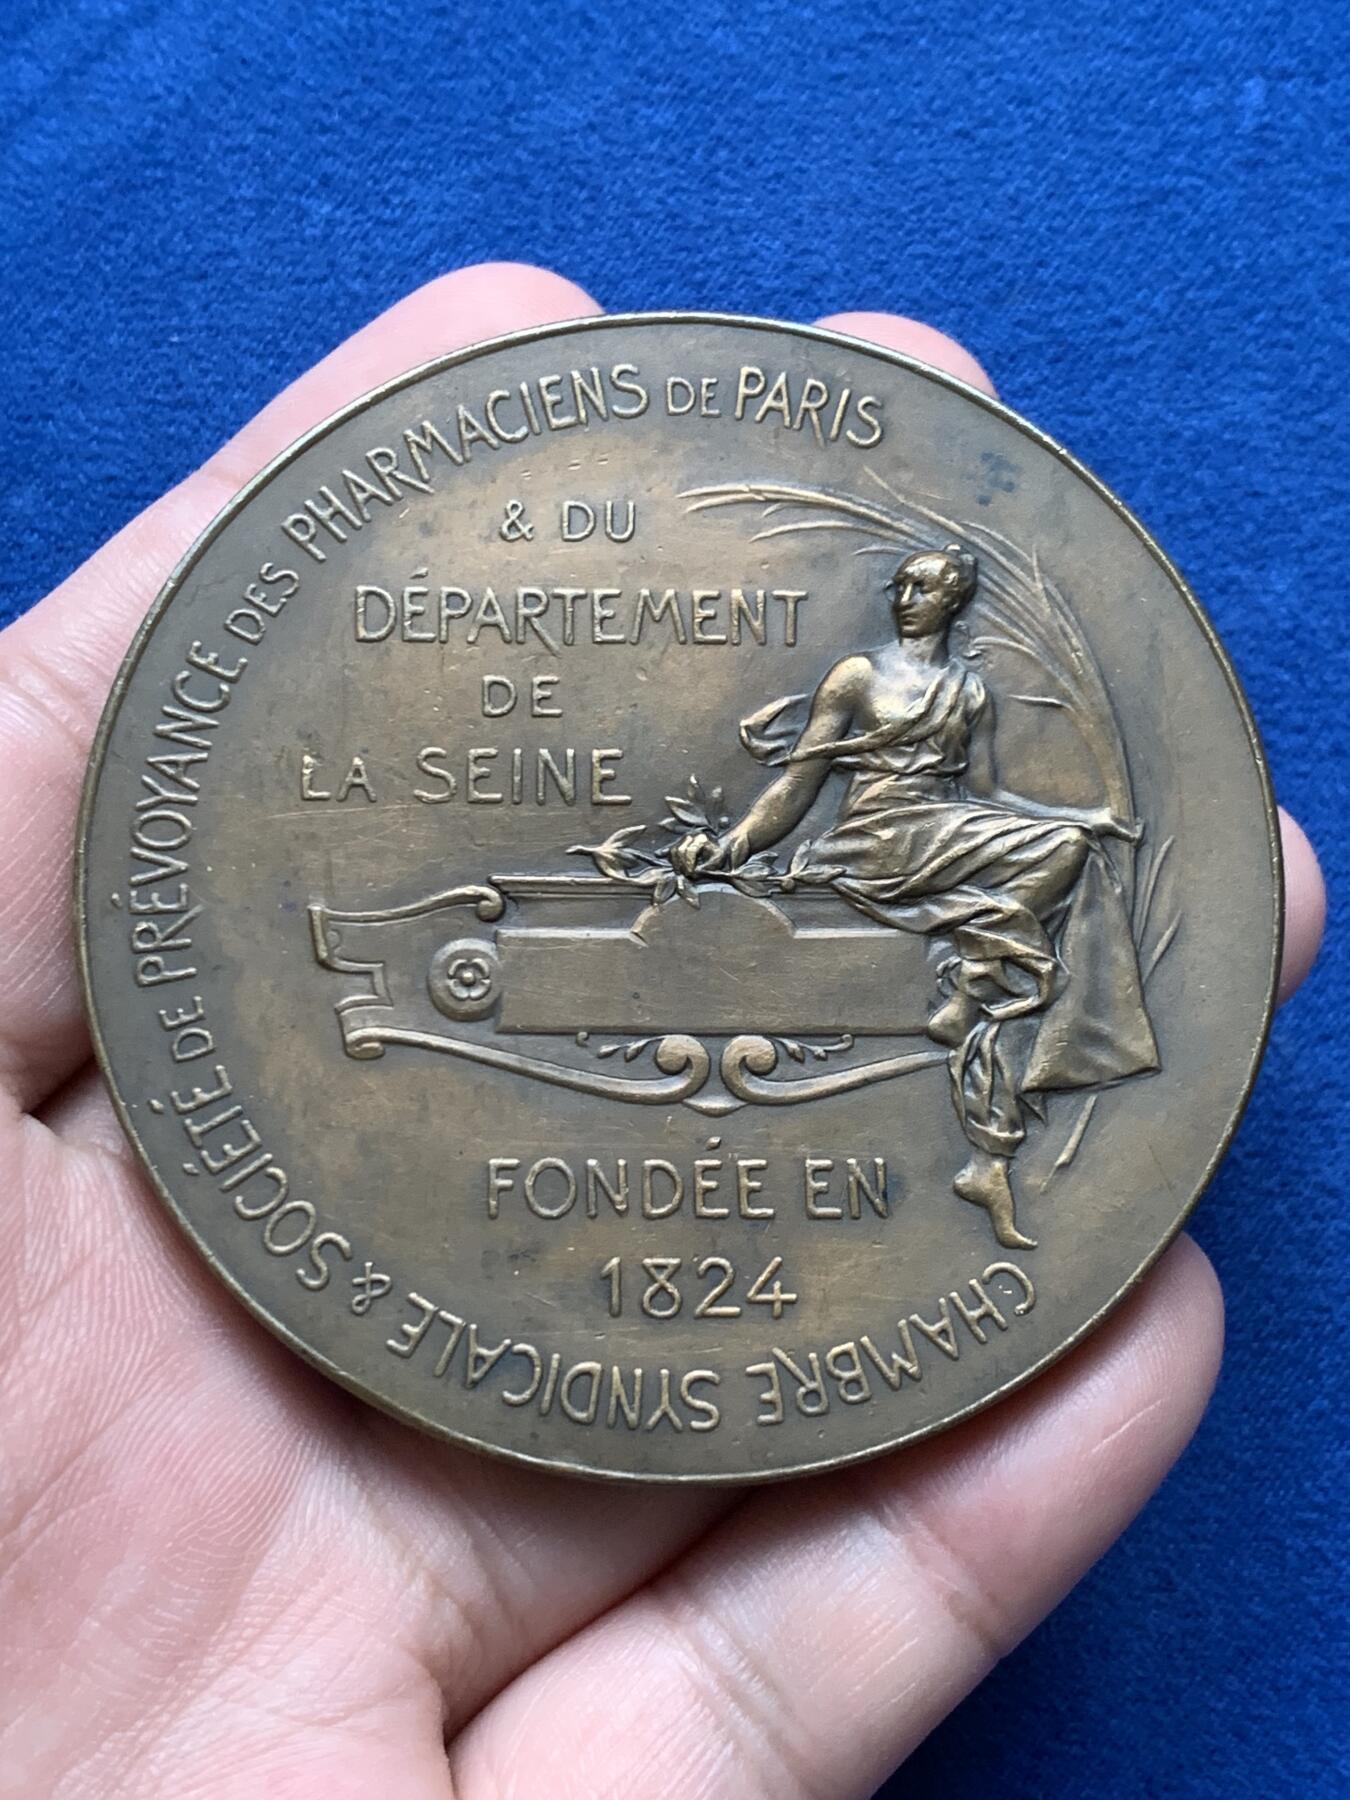 CHAMBRE SYNDICALE & SOCIÉTÉ DE PRÉVOYANCE DES PHARMACIENS DE PARIS
& DU
DÉPARTEMENT
DE
LA SEINE
FONDÉE EN
1824